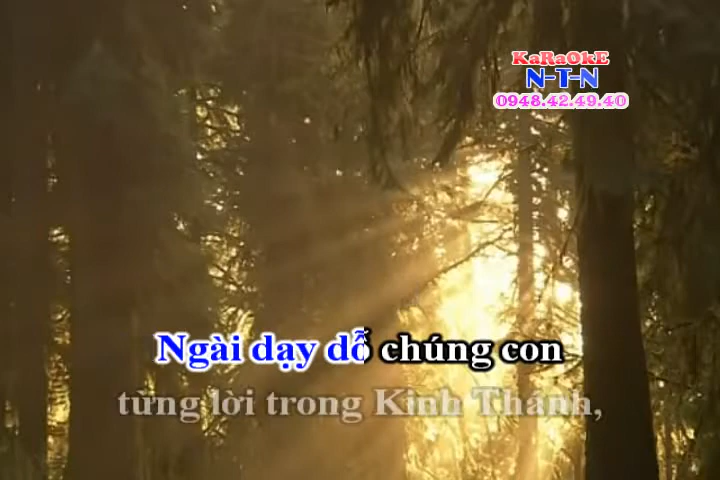 KaRaOkE
N-T-N
0948.42.49.40
Ngài dạy dỗ chúng con
từng lời trong Kinh Thánh,